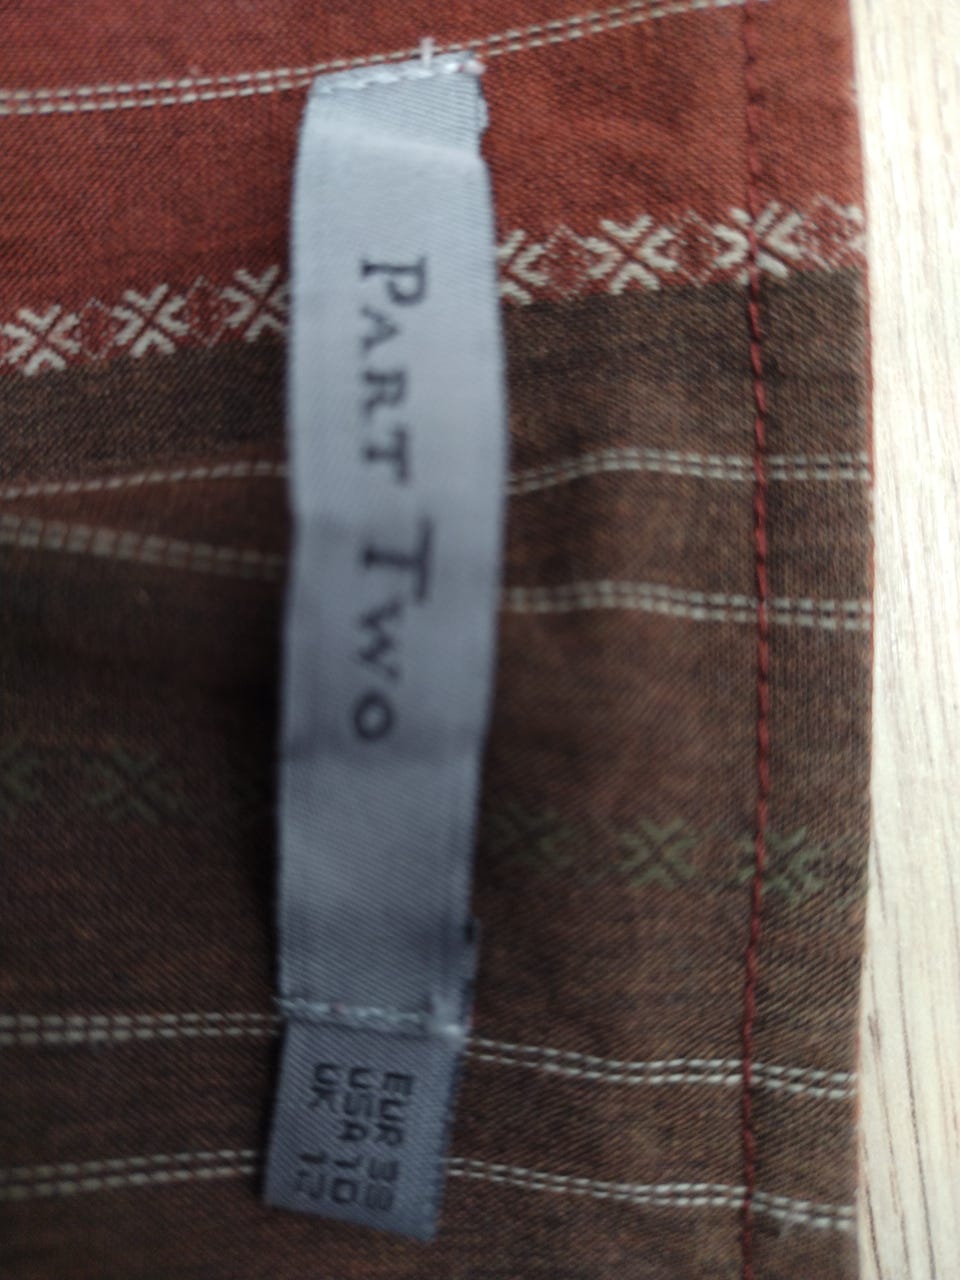 PART TWO
EUR 38
USA 10
UK 12